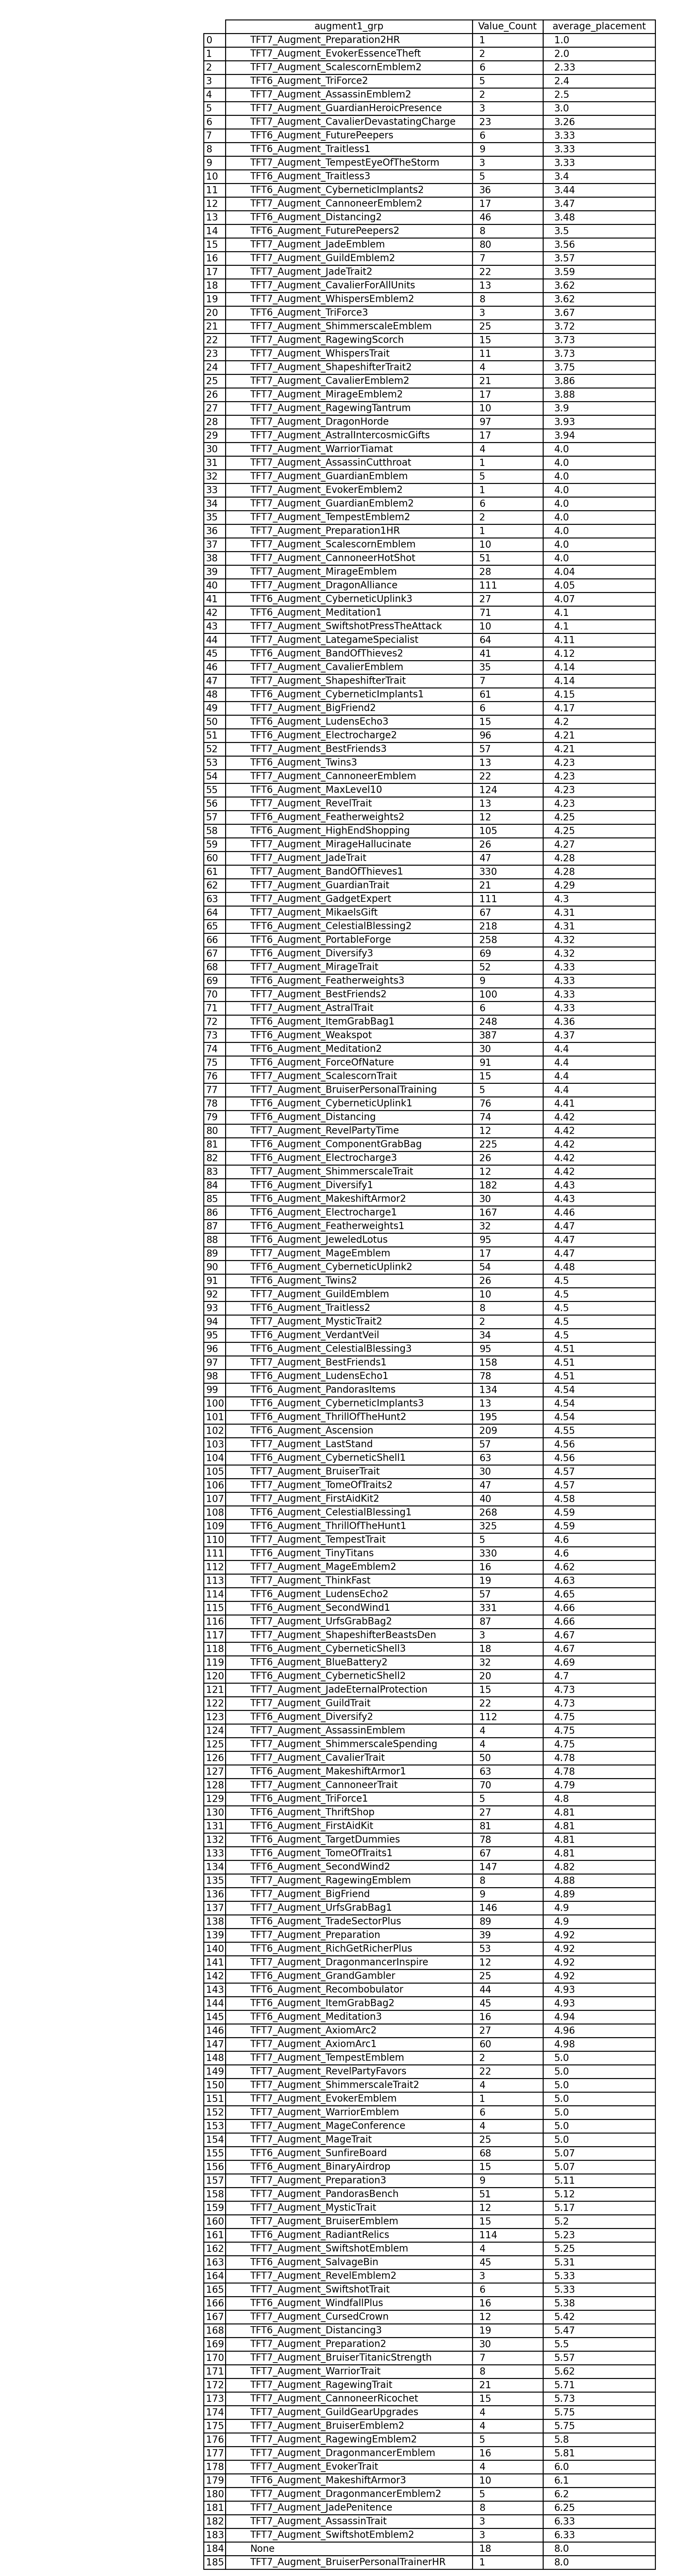 augment1_grp Value_Count average_placement
0 TFT7_Augment_Preparation2HR 1 1.0
1 TFT7_Augment_EvokerEssenceTheft 2 2.0
2 TFT7_Augment_ScalescornEmblem2 6 2.33
3 TFT6_Augment_TriForce2 5 2.4
4 TFT7_Augment_AssassinEmblem2 2 2.5
5 TFT7_Augment_GuardianHeroicPresence 3 3.0
6 TFT7_Augment_CavalierDevastatingCharge 23 3.26
7 TFT6_Augment_FuturePeepers 6 3.33
8 TFT6_Augment_Traitless1 9 3.33
9 TFT7_Augment_TempestEyeOfTheStorm 3 3.33
10 TFT6_Augment_Traitless3 5 3.4
11 TFT6_Augment_CyberneticImplants2 36 3.44
12 TFT7_Augment_CannoneerEmblem2 17 3.47
13 TFT6_Augment_Distancing2 46 3.48
14 TFT6_Augment_FuturePeepers2 8 3.5
15 TFT7_Augment_JadeEmblem 80 3.56
16 TFT7_Augment_GuildEmblem2 7 3.57
17 TFT7_Augment_JadeTrait2 22 3.59
18 TFT7_Augment_CavalierForAllUnits 13 3.62
19 TFT7_Augment_WhispersEmblem2 8 3.62
20 TFT6_Augment_TriForce3 3 3.67
21 TFT7_Augment_ShimmerscaleEmblem 25 3.72
22 TFT7_Augment_RagewingScorch 15 3.73
23 TFT7_Augment_WhispersTrait 11 3.73
24 TFT7_Augment_ShapeshifterTrait2 4 3.75
25 TFT7_Augment_CavalierEmblem2 21 3.86
26 TFT7_Augment_MirageEmblem2 17 3.88
27 TFT7_Augment_RagewingTantrum 10 3.9
28 TFT7_Augment_DragonHorde 97 3.93
29 TFT7_Augment_AstralIntercosmicGifts 17 3.94
30 TFT7_Augment_WarriorTiamat 4 4.0
31 TFT7_Augment_AssassinCutthroat 1 4.0
32 TFT7_Augment_GuardianEmblem 5 4.0
33 TFT7_Augment_EvokerEmblem2 1 4.0
34 TFT7_Augment_GuardianEmblem2 6 4.0
35 TFT7_Augment_TempestEmblem2 2 4.0
36 TFT7_Augment_Preparation1HR 1 4.0
37 TFT7_Augment_ScalescornEmblem 10 4.0
38 TFT7_Augment_CannoneerHotShot 51 4.0
39 TFT7_Augment_MirageEmblem 28 4.04
40 TFT7_Augment_DragonAlliance 111 4.05
41 TFT6_Augment_CyberneticUplink3 27 4.07
42 TFT6_Augment_Meditation1 71 4.1
43 TFT7_Augment_SwiftshotPressTheAttack 10 4.1
44 TFT7_Augment_LategameSpecialist 64 4.11
45 TFT6_Augment_BandOfThieves2 41 4.12
46 TFT7_Augment_CavalierEmblem 35 4.14
47 TFT7_Augment_ShapeshifterTrait 7 4.14
48 TFT6_Augment_CyberneticImplants1 61 4.15
49 TFT7_Augment_BigFriend2 6 4.17
50 TFT6_Augment_LudensEcho3 15 4.2
51 TFT6_Augment_Electrocharge2 96 4.21
52 TFT7_Augment_BestFriends3 57 4.21
53 TFT6_Augment_Twins3 13 4.23
54 TFT7_Augment_CannoneerEmblem 22 4.23
55 TFT6_Augment_MaxLevel10 124 4.23
56 TFT7_Augment_RevelTrait 13 4.23
57 TFT6_Augment_Featherweights2 12 4.25
58 TFT6_Augment_HighEndShopping 105 4.25
59 TFT7_Augment_MirageHallucinate 26 4.27
60 TFT7_Augment_JadeTrait 47 4.28
61 TFT6_Augment_BandOfThieves1 330 4.28
62 TFT7_Augment_GuardianTrait 21 4.29
63 TFT7_Augment_GadgetExpert 111 4.3
64 TFT7_Augment_MikaelsGift 67 4.31
65 TFT6_Augment_CelestialBlessing2 218 4.31
66 TFT6_Augment_PortableForge 258 4.32
67 TFT6_Augment_Diversify3 69 4.32
68 TFT7_Augment_MirageTrait 52 4.33
69 TFT6_Augment_Featherweights3 9 4.33
70 TFT7_Augment_BestFriends2 100 4.33
71 TFT7_Augment_AstralTrait 6 4.33
72 TFT6_Augment_ItemGrabBag1 248 4.36
73 TFT6_Augment_Weakspot 387 4.37
74 TFT6_Augment_Meditation2 30 4.4
75 TFT6_Augment_ForceOfNature 91 4.4
76 TFT7_Augment_ScalescornTrait 15 4.4
77 TFT7_Augment_BruiserPersonalTraining 5 4.4
78 TFT6_Augment_CyberneticUplink1 76 4.41
79 TFT6_Augment_Distancing 74 4.42
80 TFT7_Augment_RevelPartyTime 12 4.42
81 TFT6_Augment_ComponentGrabBag 225 4.42
82 TFT6_Augment_Electrocharge3 26 4.42
83 TFT7_Augment_ShimmerscaleTrait 12 4.42
84 TFT6_Augment_Diversify1 182 4.43
85 TFT6_Augment_MakeshiftArmor2 30 4.43
86 TFT6_Augment_Electrocharge1 167 4.46
87 TFT6_Augment_Featherweights1 32 4.47
88 TFT6_Augment_JeweledLotus 95 4.47
89 TFT7_Augment_MageEmblem 17 4.47
90 TFT6_Augment_CyberneticUplink2 54 4.48
91 TFT6_Augment_Twins2 26 4.5
92 TFT7_Augment_GuildEmblem 10 4.5
93 TFT6_Augment_Traitless2 8 4.5
94 TFT7_Augment_MysticTrait2 2 4.5
95 TFT6_Augment_VerdantVeil 34 4.5
96 TFT6_Augment_CelestialBlessing3 95 4.51
97 TFT7_Augment_BestFriends1 158 4.51
98 TFT6_Augment_LudensEcho1 78 4.51
99 TFT6_Augment_PandorasItems 134 4.54
100 TFT6_Augment_CyberneticImplants3 13 4.54
101 TFT6_Augment_ThrillOfTheHunt2 195 4.54
102 TFT6_Augment_Ascension 209 4.55
103 TFT7_Augment_LastStand 57 4.56
104 TFT6_Augment_CyberneticShell1 63 4.56
105 TFT7_Augment_BruiserTrait 30 4.57
106 TFT6_Augment_TomeOfTraits2 47 4.57
107 TFT7_Augment_FirstAidKit2 40 4.58
108 TFT6_Augment_CelestialBlessing1 268 4.59
109 TFT6_Augment_ThrillOfTheHunt1 325 4.59
110 TFT7_Augment_TempestTrait 5 4.6
111 TFT6_Augment_TinyTitans 330 4.6
112 TFT7_Augment_MageEmblem2 16 4.62
113 TFT7_Augment_ThinkFast 19 4.63
114 TFT6_Augment_LudensEcho2 57 4.65
115 TFT6_Augment_SecondWind1 331 4.66
116 TFT7_Augment_UrfsGrabBag2 87 4.66
117 TFT7_Augment_ShapeshifterBeastsDen 3 4.67
118 TFT6_Augment_CyberneticShell3 18 4.67
119 TFT6_Augment_BlueBattery2 32 4.69
120 TFT6_Augment_CyberneticShell2 20 4.7
121 TFT7_Augment_JadeEternalProtection 15 4.73
122 TFT7_Augment_GuildTrait 22 4.73
123 TFT6_Augment_Diversify2 112 4.75
124 TFT7_Augment_AssassinEmblem 4 4.75
125 TFT7_Augment_ShimmerscaleSpending 4 4.75
126 TFT7_Augment_CavalierTrait 50 4.78
127 TFT6_Augment_MakeshiftArmor1 63 4.78
128 TFT7_Augment_CannoneerTrait 70 4.79
129 TFT6_Augment_TriForce1 5 4.8
130 TFT6_Augment_ThriftShop 27 4.81
131 TFT6_Augment_FirstAidKit 81 4.81
132 TFT6_Augment_TargetDummies 78 4.81
133 TFT6_Augment_TomeOfTraits1 67 4.81
134 TFT6_Augment_SecondWind2 147 4.82
135 TFT7_Augment_RagewingEmblem 8 4.88
136 TFT7_Augment_BigFriend 9 4.89
137 TFT7_Augment_UrfsGrabBag1 146 4.9
138 TFT6_Augment_TradeSectorPlus 89 4.9
139 TFT7_Augment_Preparation 39 4.92
140 TFT6_Augment_RichGetRicherPlus 53 4.92
141 TFT7_Augment_DragonmancerInspire 12 4.92
142 TFT6_Augment_GrandGambler 25 4.92
143 TFT6_Augment_Recombobulator 44 4.93
144 TFT6_Augment_ItemGrabBag2 45 4.93
145 TFT6_Augment_Meditation3 16 4.94
146 TFT7_Augment_AxiomArc2 27 4.96
147 TFT7_Augment_AxiomArc1 60 4.98
148 TFT7_Augment_TempestEmblem 2 5.0
149 TFT7_Augment_RevelPartyFavors 22 5.0
150 TFT7_Augment_ShimmerscaleTrait2 4 5.0
151 TFT7_Augment_EvokerEmblem 1 5.0
152 TFT7_Augment_WarriorEmblem 6 5.0
153 TFT7_Augment_MageConference 4 5.0
154 TFT7_Augment_MageTrait 25 5.0
155 TFT6_Augment_SunfireBoard 68 5.07
156 TFT6_Augment_BinaryAirdrop 15 5.07
157 TFT7_Augment_Preparation3 9 5.11
158 TFT7_Augment_PandorasBench 51 5.12
159 TFT7_Augment_MysticTrait 12 5.17
160 TFT7_Augment_BruiserEmblem 15 5.2
161 TFT6_Augment_RadiantRelics 114 5.23
162 TFT7_Augment_SwiftshotEmblem 4 5.25
163 TFT6_Augment_SalvageBin 45 5.31
164 TFT7_Augment_RevelEmblem2 3 5.33
165 TFT7_Augment_SwiftshotTrait 6 5.33
166 TFT6_Augment_WindfallPlus 16 5.38
167 TFT7_Augment_CursedCrown 12 5.42
168 TFT6_Augment_Distancing3 19 5.47
169 TFT7_Augment_Preparation2 30 5.5
170 TFT7_Augment_BruiserTitanicStrength 7 5.57
171 TFT7_Augment_WarriorTrait 8 5.62
172 TFT7_Augment_RagewingTrait 21 5.71
173 TFT7_Augment_CannoneerRicochet 15 5.73
174 TFT7_Augment_GuildGearUpgrades 4 5.75
175 TFT7_Augment_BruiserEmblem2 4 5.75
176 TFT7_Augment_RagewingEmblem2 5 5.8
177 TFT7_Augment_DragonmancerEmblem 16 5.81
178 TFT7_Augment_EvokerTrait 4 6.0
179 TFT6_Augment_MakeshiftArmor3 10 6.1
180 TFT7_Augment_DragonmancerEmblem2 5 6.2
181 TFT7_Augment_JadePenitence 8 6.25
182 TFT7_Augment_AssassinTrait 3 6.33
183 TFT7_Augment_SwiftshotEmblem2 3 6.33
184 None 18 8.0
185 TFT7_Augment_BruiserPersonalTrainerHR 1 8.0